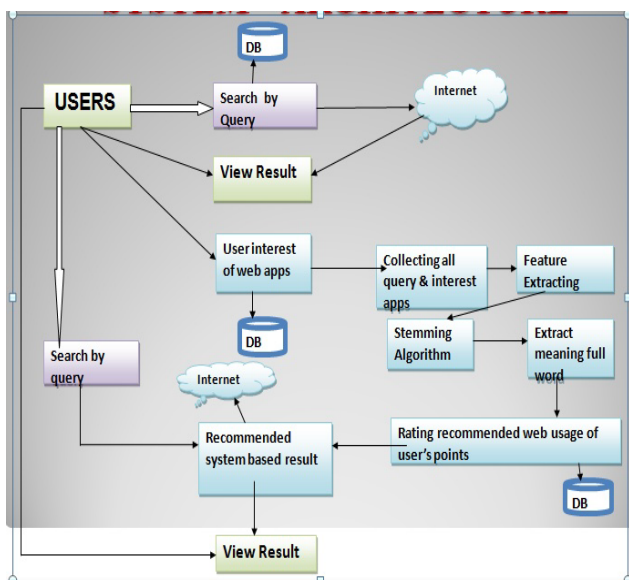 SYSTEM ARCHITECTURE
DB
USERS
Search by
Query
Internet
View Result
User interest
of web apps
Collecting all
query & interest
apps
Feature
Extracting
DB
Stemming
Algorithm
Extract
meaning full
word
Search by
query
Internet
Recommended
system based result
Rating recommended web usage of
user's points
DB
View Result